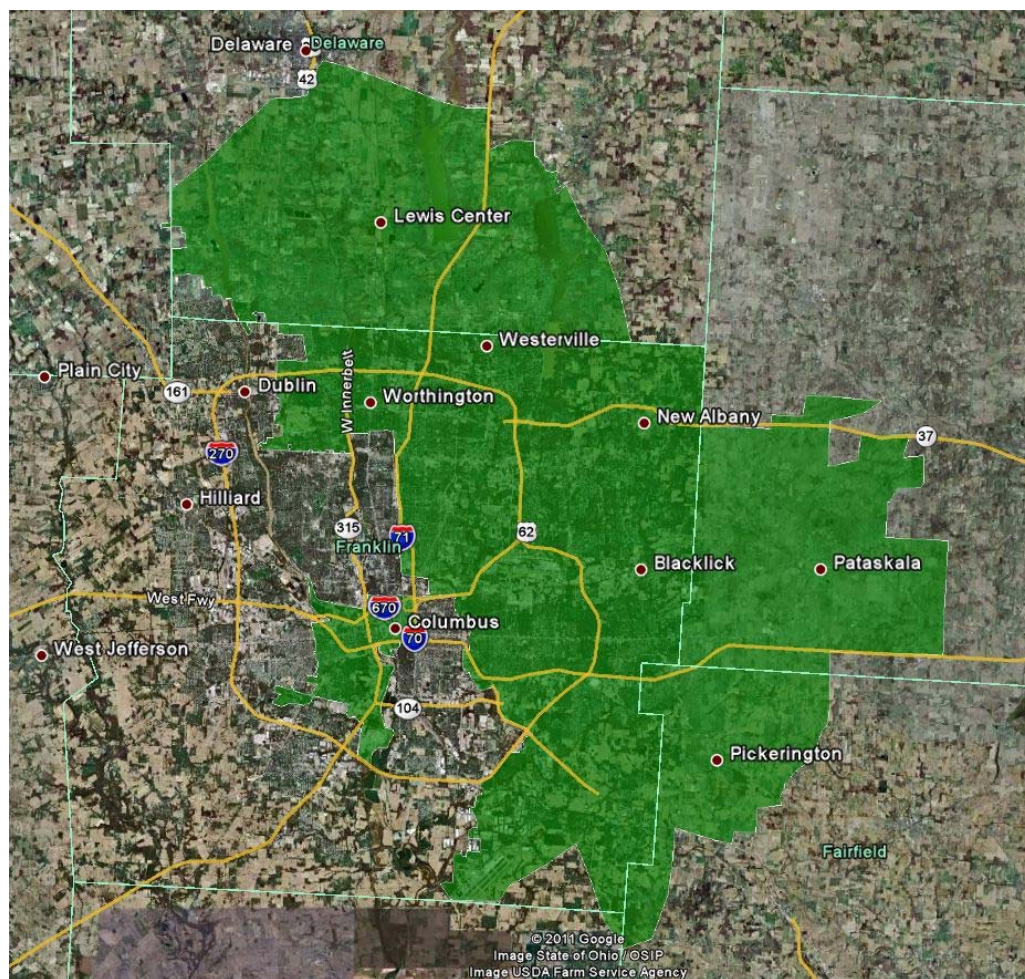 Delaware
Delaware
42
Lewis Center
Westerville
Plain City
161
Dublin
W Innerbelt
Worthington
New Albany
37
270
Hilliard
315
Franklin
71
62
Blacklick
Pataskala
West Fwy
670
Columbus
70
West Jefferson
104
Pickerington
Fairfield
© 2011 Google
Image State of Ohio / OSIP
Image USDA Farm Service Agency